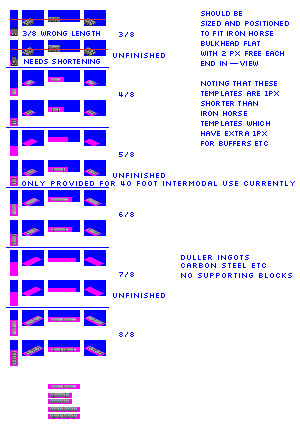 SHOULD BE
SIZED AND POSITIONED
TO FIT IRON HORSE
BULKHEAD FLAT
WITH 2 PX FREE EACH
END IN -- VIEW
3/8 WRONG LENGTH
3/8
UNFINISHED
NEEDS SHORTENING
NOTING THAT THESE
TEMPLATES ARE 1PX
SHORTER THAN
IRON HORSE
TEMPLATES WHICH
HAVE EXTRA 1PX
FOR BUFFERS ETC
4/8
5/8
UNFINISHED
ONLY PROVIDED FOR 40 FOOT INTERMODAL USE CURRENTLY
6/8
DULLER INGOTS
CARBON STEEL ETC
NO SUPPORTING BLOCKS
7/8
UNFINISHED
8/8